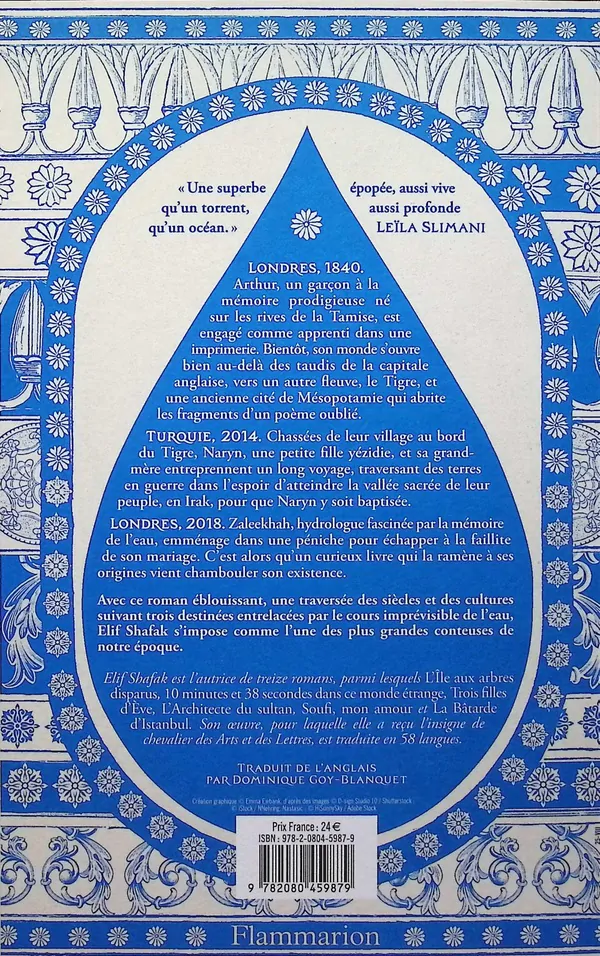 « Une superbe épopée, aussi vive
qu'un torrent, aussi profonde
qu'un océan. » LEÏLA SLIMANI
LONDRES, 1840.
Arthur, un garçon à la
mémoire prodigieuse né
sur les rives de la Tamise, est
engagé comme apprenti dans une
imprimerie. Bientôt, son monde s'ouvre
bien au-delà des taudis de la capitale
anglaise, vers un autre fleuve, le Tigre, et
une ancienne cité de Mésopotamie qui abrite
les fragments d'un poème oublié.
TURQUIE, 2014. Chassées de leur village au bord
du Tigre, Naryn, une petite fille yézidie, et sa grand-
mère entreprennent un long voyage, traversant des terres
en guerre dans l'espoir d'atteindre la vallée sacrée de leur
peuple, en Irak, pour que Naryn y soit baptisée.
LONDRES, 2018. Zaleekhah, hydrologue fascinée par la mémoire
de l'eau, emménage dans une péniche pour échapper à la faillite
de son mariage. C'est alors qu'un curieux livre qui la ramène à ses
origines vient chambouler son existence.
Avec ce roman éblouissant, une traversée des siècles et des cultures
suivant trois destinées entrelacées par le cours imprévisible de l'eau,
Elif Shafak s'impose comme l'une des plus grandes conteuses de
notre époque.
Elif Shafak est l'autrice de treize romans, parmi lesquels L'Île aux arbres
disparus, 10 minutes et 38 secondes dans ce monde étrange, Trois filles
d'Ève, L'Architecte du sultan, Soufi, mon amour et La Bâtarde
d'Istanbul. Son œuvre, pour laquelle elle a reçu l'insigne de
chevalier des Arts et des Lettres, est traduite en 58 langues.
TRADUIT DE L'ANGLAIS
PAR DOMINIQUE GOY-BLANQUET
Création graphique © Emma Ewbank, d'après des images © D-sign Studio 10 / Shutterstock
Prix France : 24 €
ISBN : 978-2-0804-5987-9
9 782080 459879
Flammarion